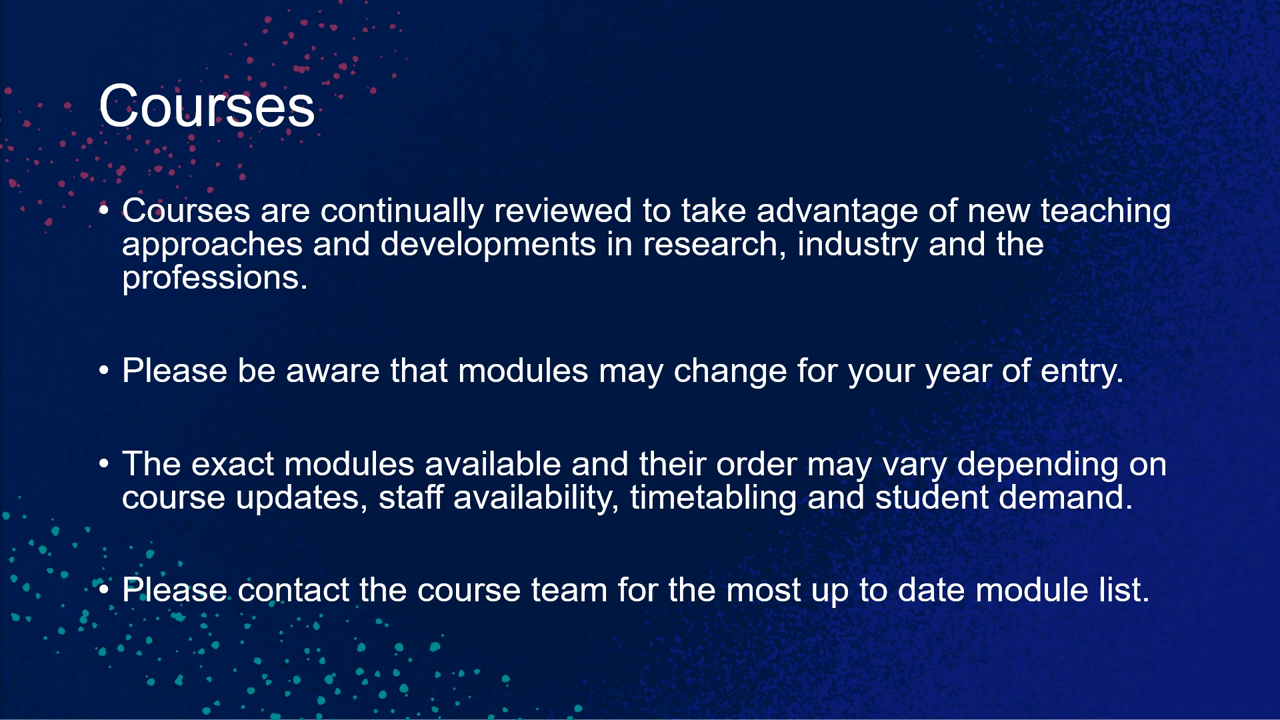 Courses
• Courses are continually reviewed to take advantage of new teaching
approaches and developments in research, industry and the
professions.
• Please be aware that modules may change for your year of entry.
• The exact modules available and their order may vary depending on
course updates, staff availability, timetabling and student demand.
• Please contact the course team for the most up to date module list.